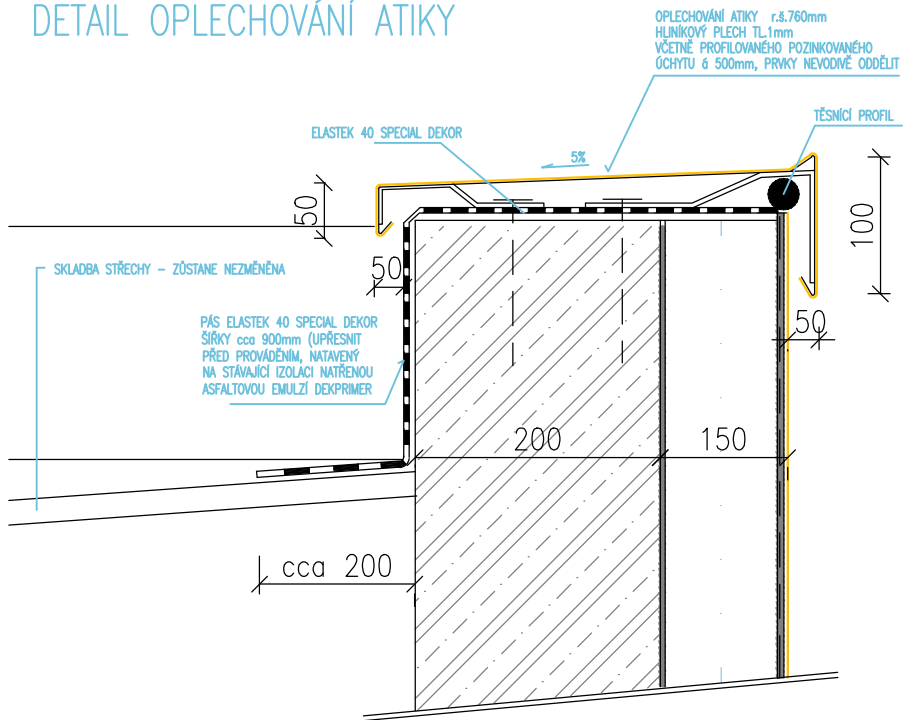 DETAIL OPLECHOVÁNÍ ATIKY
OPLECHOVÁNÍ ATIKY r.š.760mm
HLINÍKOVÝ PLECH TL.1mm
VČETNĚ PROFILOVANÉHO POZINKOVANÉHO
ÚCHYTU á 500mm, PRVKY NEVODIVĚ ODDĚLIT
TĚSNÍCÍ PROFIL
ELASTEK 40 SPECIAL DEKOR
5%
50
100
SKLADBA STŘECHY - ZŮSTANE NEZMĚNĚNA
50
PÁS ELASTEK 40 SPECIAL DEKOR
ŠÍŘKY cca 900mm (UPŘESNIT
PŘED PROVÁDĚNÍM, NATAVENÝ
NA STÁVAJÍCÍ IZOLACI NATŘENOU
ASFALTOVOU EMULZÍ DEKPRIMER
50
200
150
cca 200